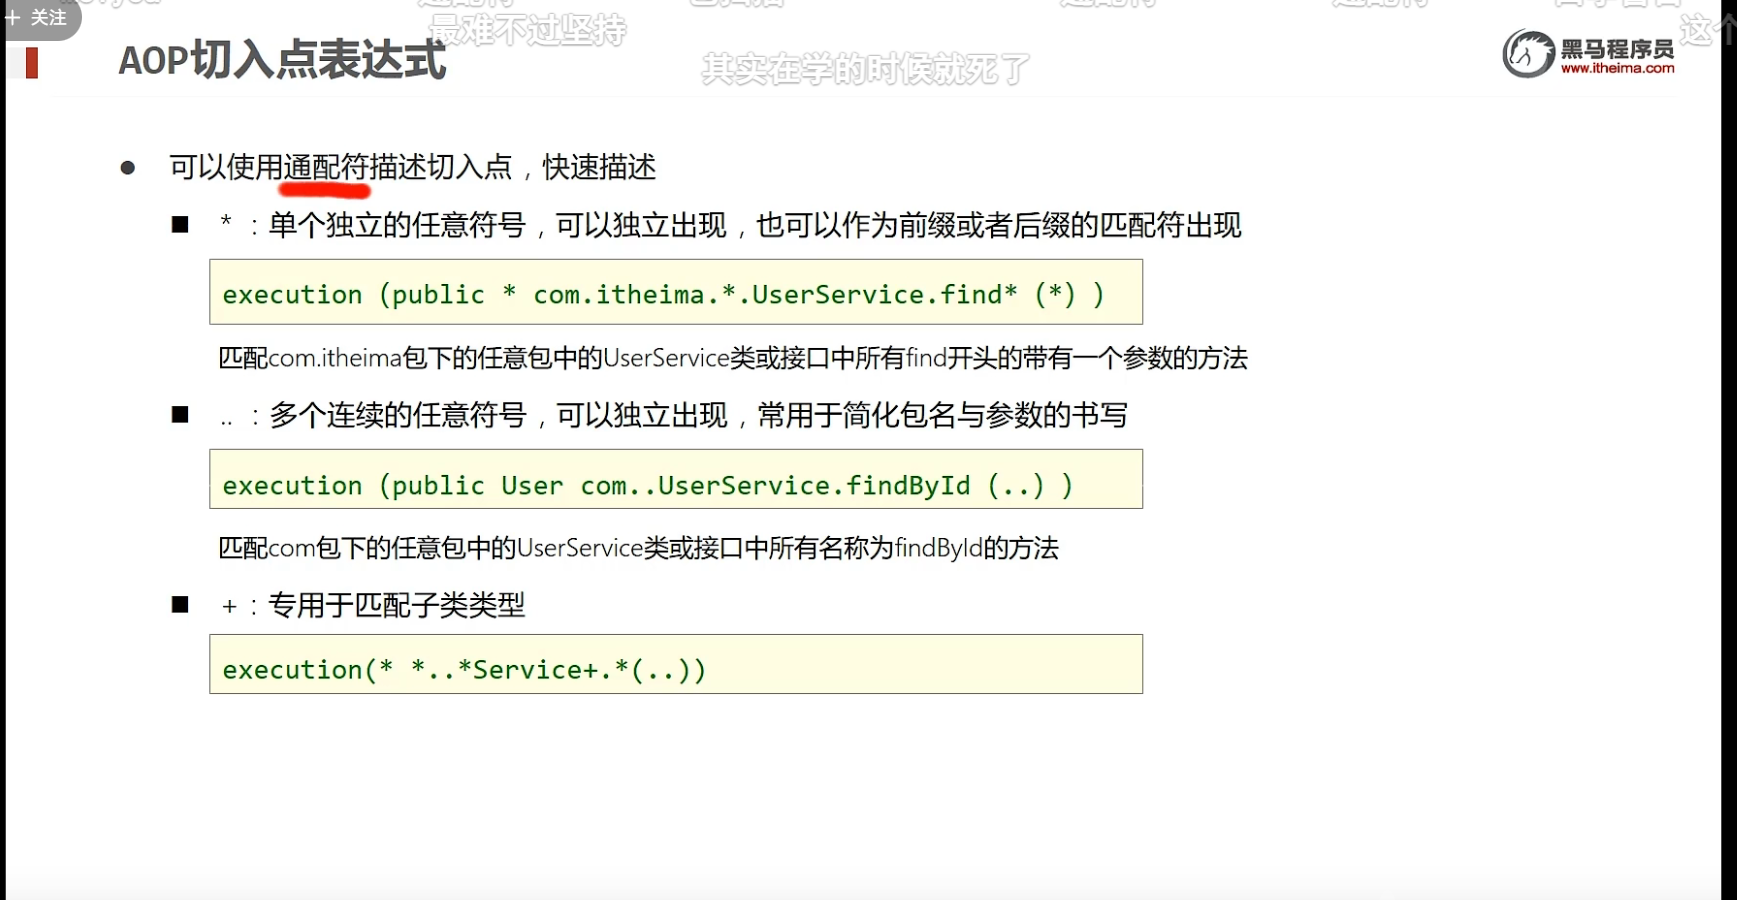 + 关注
最难不过坚持
这个
AOP切入点表达式
其实在学的时候就死了
黑马程序员
www.itheima.com
● 可以使用通配符描述切入点，快速描述
■ * ：单个独立的任意符号，可以独立出现，也可以作为前缀或者后缀的匹配符出现
execution (public * com.itheima.*.UserService.find* (*) )
匹配com.itheima包下的任意包中的UserService类或接口中所有find开头的带有一个参数的方法
■ .. ：多个连续的任意符号，可以独立出现，常用于简化包名与参数的书写
execution (public User com..UserService.findById (..) )
匹配com包下的任意包中的UserService类或接口中所有名称为findById的方法
■ +：专用于匹配子类类型
execution(* *..*Service+.*(..))